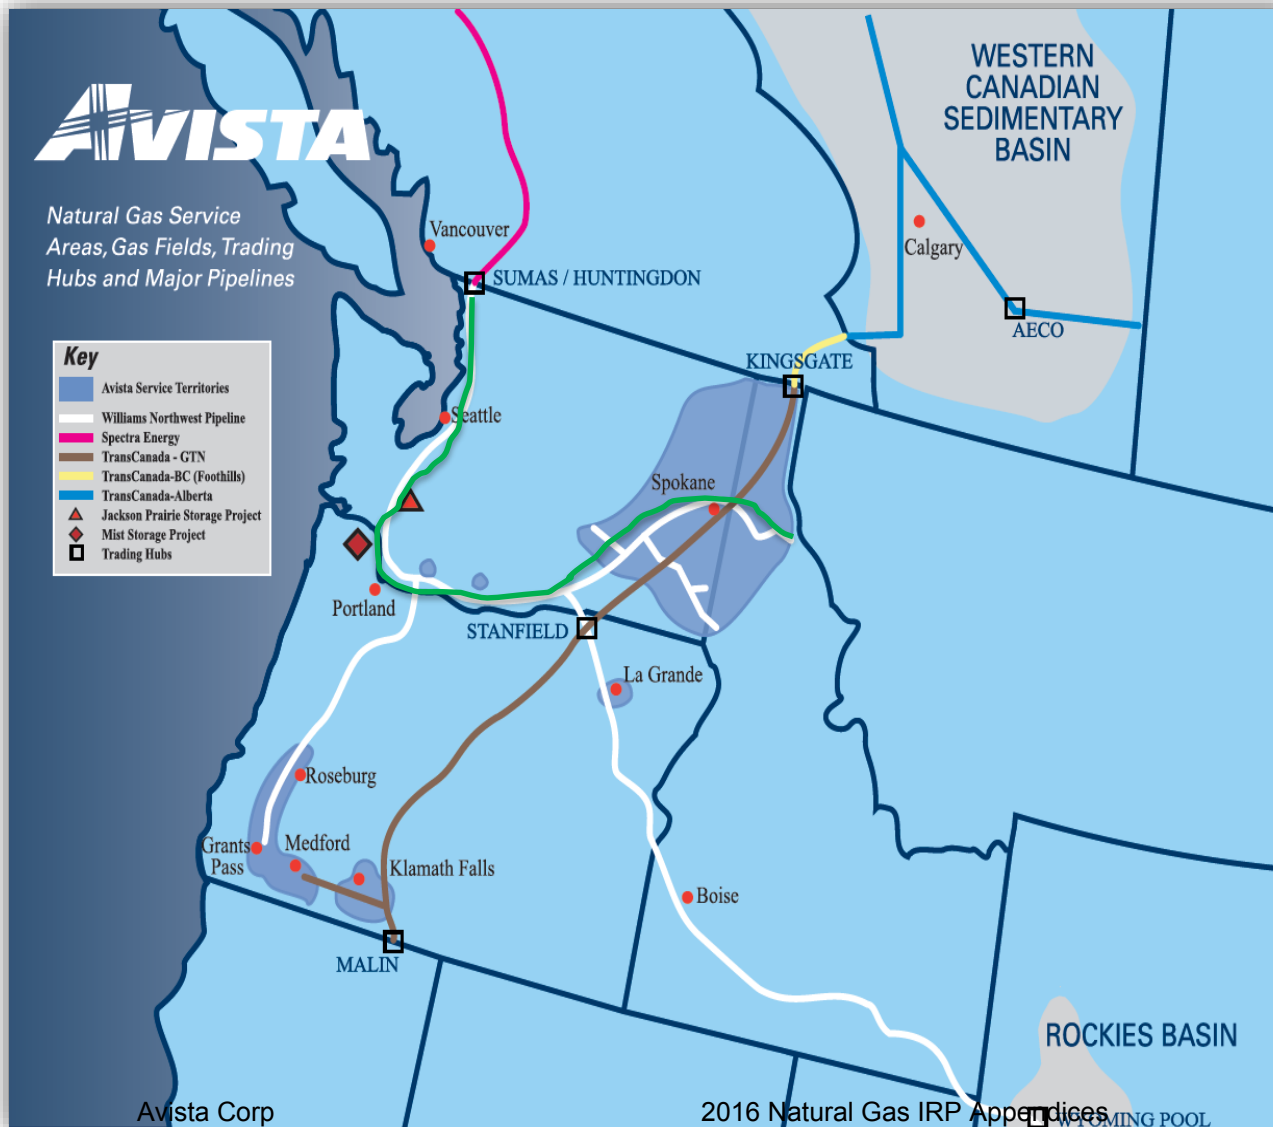 AVISTA
Natural Gas Service
Areas, Gas Fields, Trading
Hubs and Major Pipelines
WESTERN
CANADIAN
SEDIMENTARY
BASIN
Vancouver
SUMAS / HUNTINGDON
Calgary
AECO
KINGSGATE
Key
Avista Service Territories
Williams Northwest Pipeline
Spectra Energy
TransCanada - GTN
TransCanada-BC (Foothills)
TransCanada-Alberta
Jackson Prairie Storage Project
Mist Storage Project
Trading Hubs
Seattle
Spokane
Portland
STANFIELD
La Grande
Roseburg
Grants
Pass
Medford
Klamath Falls
Boise
MALIN
ROCKIES BASIN
WYOMING POOL
Avista Corp
2016 Natural Gas IRP Appendices